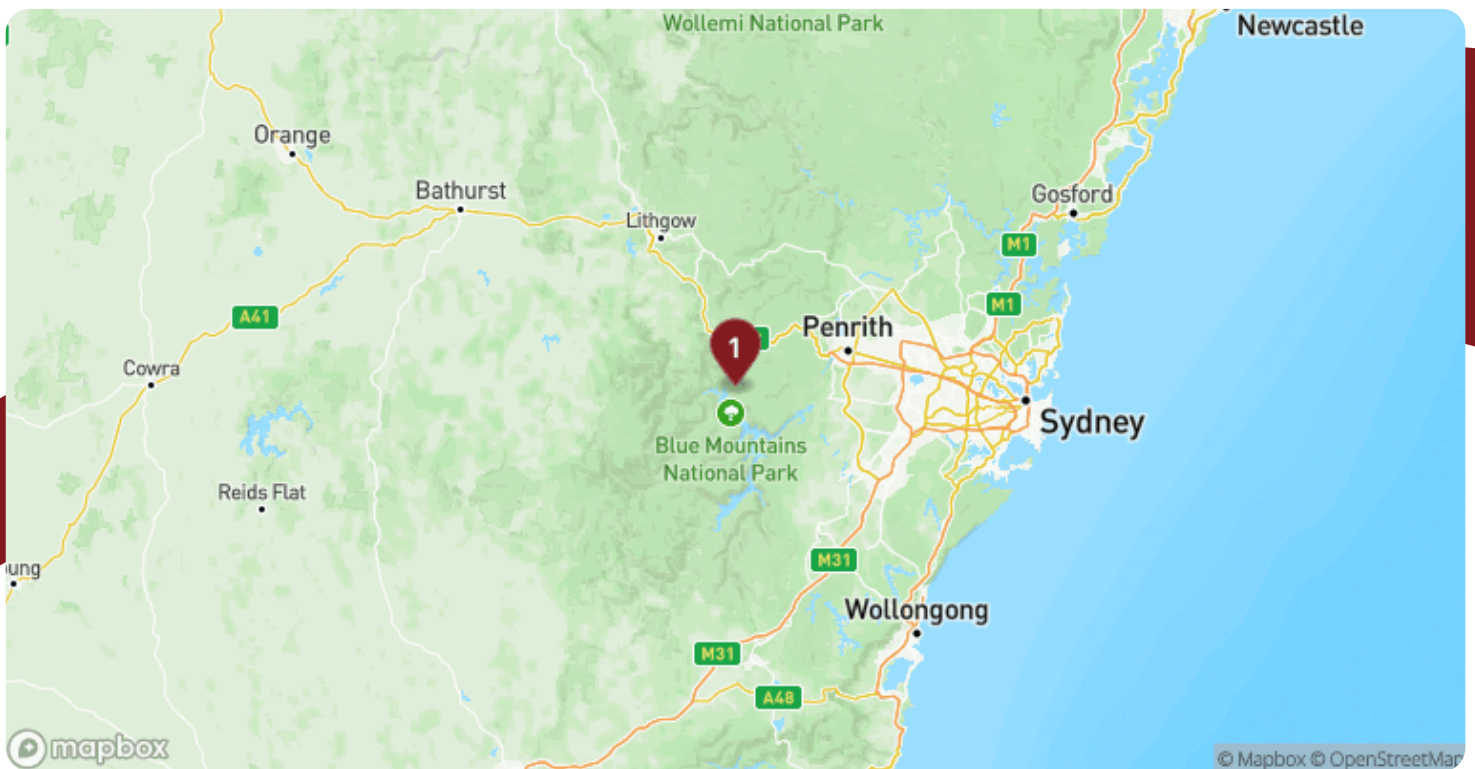 Wollemi National Park
Newcastle
Orange
Bathurst
Lithgow
Gosford
M1
A41
M1
Penrith
1
Cowra
Sydney
Blue Mountains
National Park
Reids Flat
M31
ung
Wollongong
M31
A48
mapbox
© Mapbox © OpenStreetMap